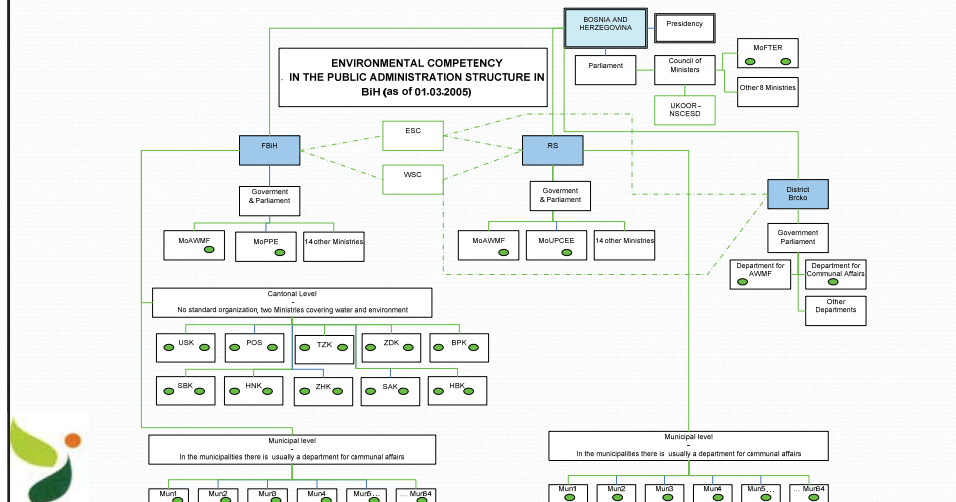 BOSNIA AND
HERZEGOVINA
Presidency
MoFTER
Parliament
Council of
Ministers
Other 8 Ministries
UKOOR–
NSCESD
ENVIRONMENTAL COMPETENCY
IN THE PUBLIC ADMINISTRATION STRUCTURE IN
BiH (as of 01.03.2005)
ESC
FBiH
RS
WSC
District
Brcko
Goverment
& Parliament
Goverment
& Parliament
Government
Parliament
MoAWMF
MoPPE
14 other Ministries
MoAWMF
MoUPCEE
14 other Ministries
Department for
AWMF
Department for
Communal Affairs
Other
Departments
Cantonal Level
-
No standard organization, two Ministries covering water and environment
USK
POS
TZK
ZDK
BPK
SBK
HNK
ZHK
SAK
HBK
Municipal level
-
In the municipalities there is usually a department for communal affairs
Municipal level
-
In the municipalities there is usually a department for communal affairs
Mun1
Mun2
Mun3
Mun4
Mun5...
... Mun84
Mun1
Mun2
Mun3
Mun4
Mun5...
... Mun64